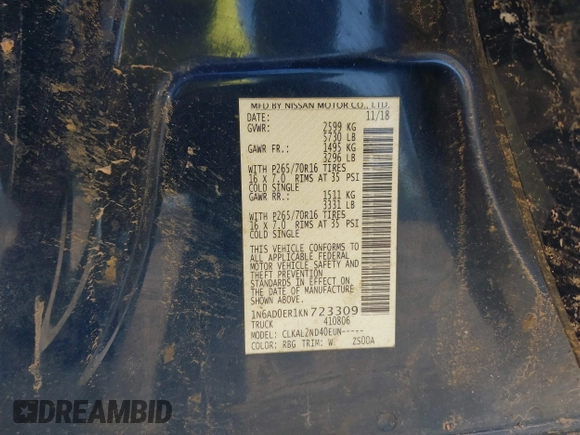 MFD BY NISSAN MOTOR CO., LTD.
DATE: 11/18
GVWR: 2599 KG
5730 LB
GAWR FR.: 1495 KG
3296 LB
WITH P265/70R16 TIRES
16 X 7.0 RIMS AT 35 PSI
COLD SINGLE
GAWR RR.: 1511 KG
3331 LB
WITH P265/70R16 TIRES
16 X 7.0 RIMS AT 35 PSI
COLD SINGLE
THIS VEHICLE CONFORMS TO
ALL APPLICABLE FEDERAL
MOTOR VEHICLE SAFETY AND
THEFT PREVENTION
STANDARDS IN EFFECT ON
THE DATE OF MANUFACTURE
SHOWN ABOVE.
1N6AD0ER1KN723309
TRUCK 410806
MODEL: CLKAL2ND40EUN-----
COLOR: RBG TRIM: W ZS00A
DREAMBID